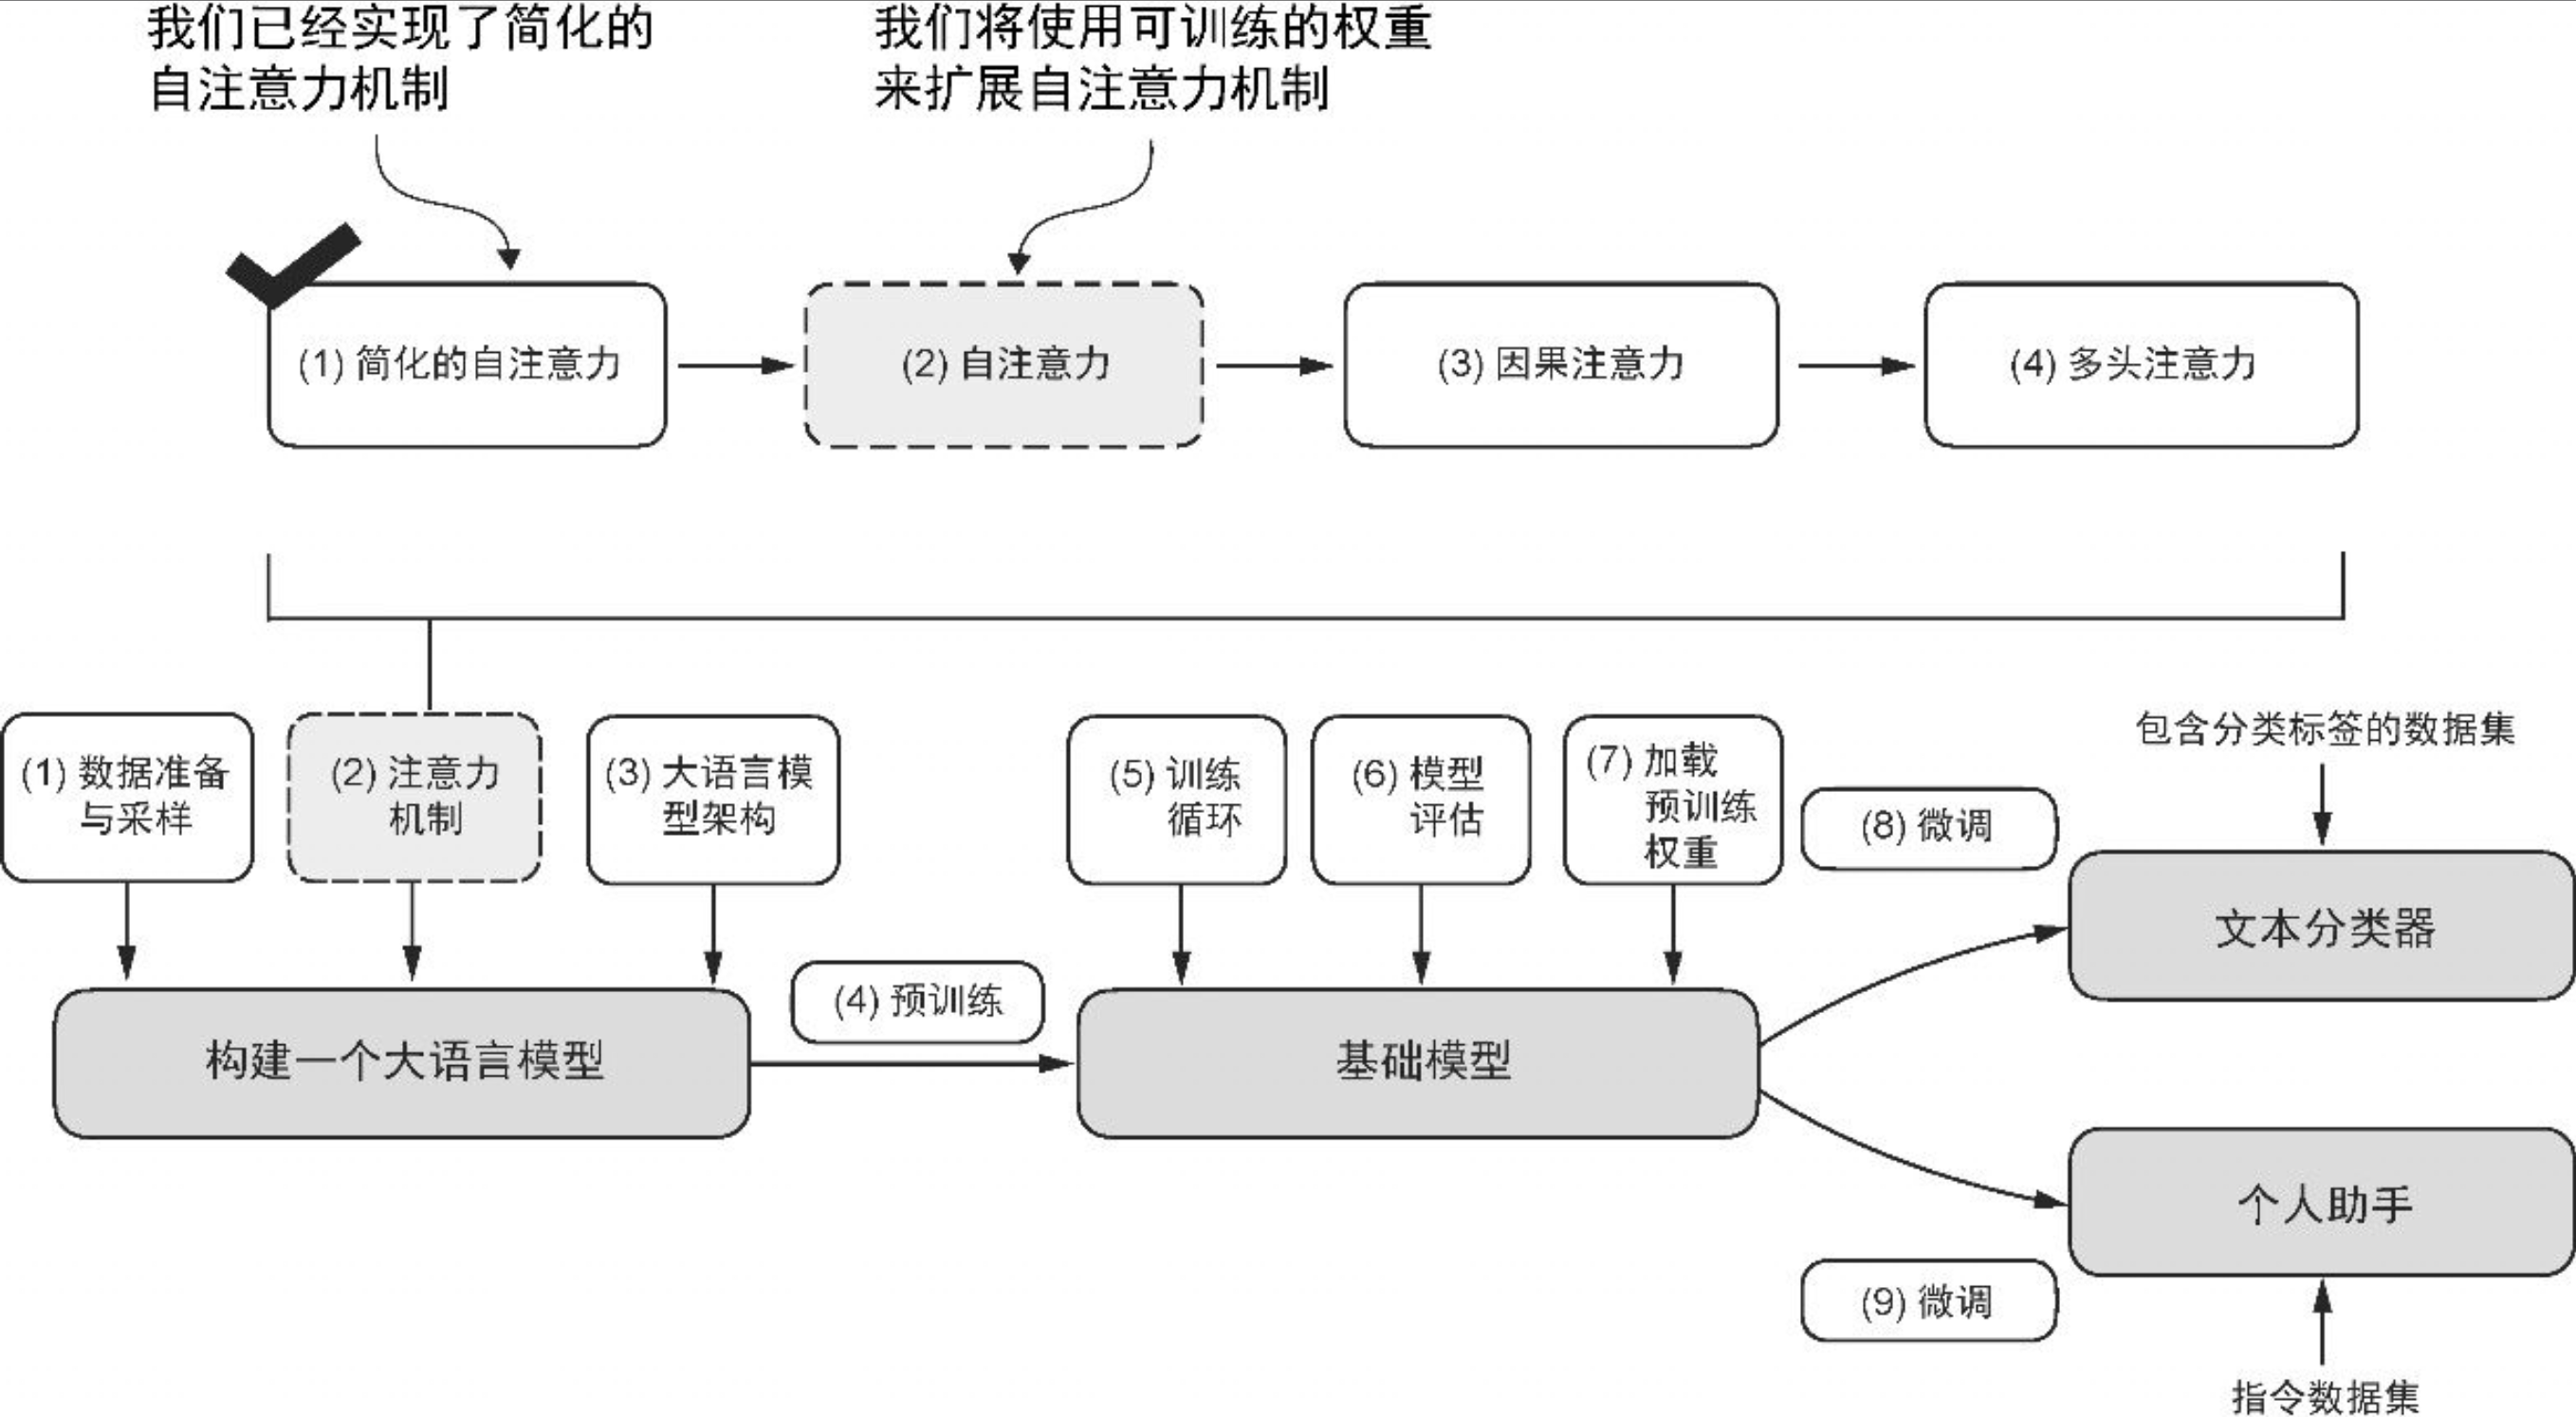 我们已经实现了简化的
自注意力机制
我们将使用可训练的权重
来扩展自注意力机制
(1) 简化的自注意力
(2) 自注意力
(3) 因果注意力
(4) 多头注意力
(1) 数据准备
与采样
(2) 注意力
机制
(3) 大语言模
型架构
(5) 训练
循环
(6) 模型
评估
(7) 加载
预训练
权重
(8) 微调
包含分类标签的数据集
文本分类器
(4) 预训练
构建一个大语言模型
基础模型
个人助手
(9) 微调
指令数据集